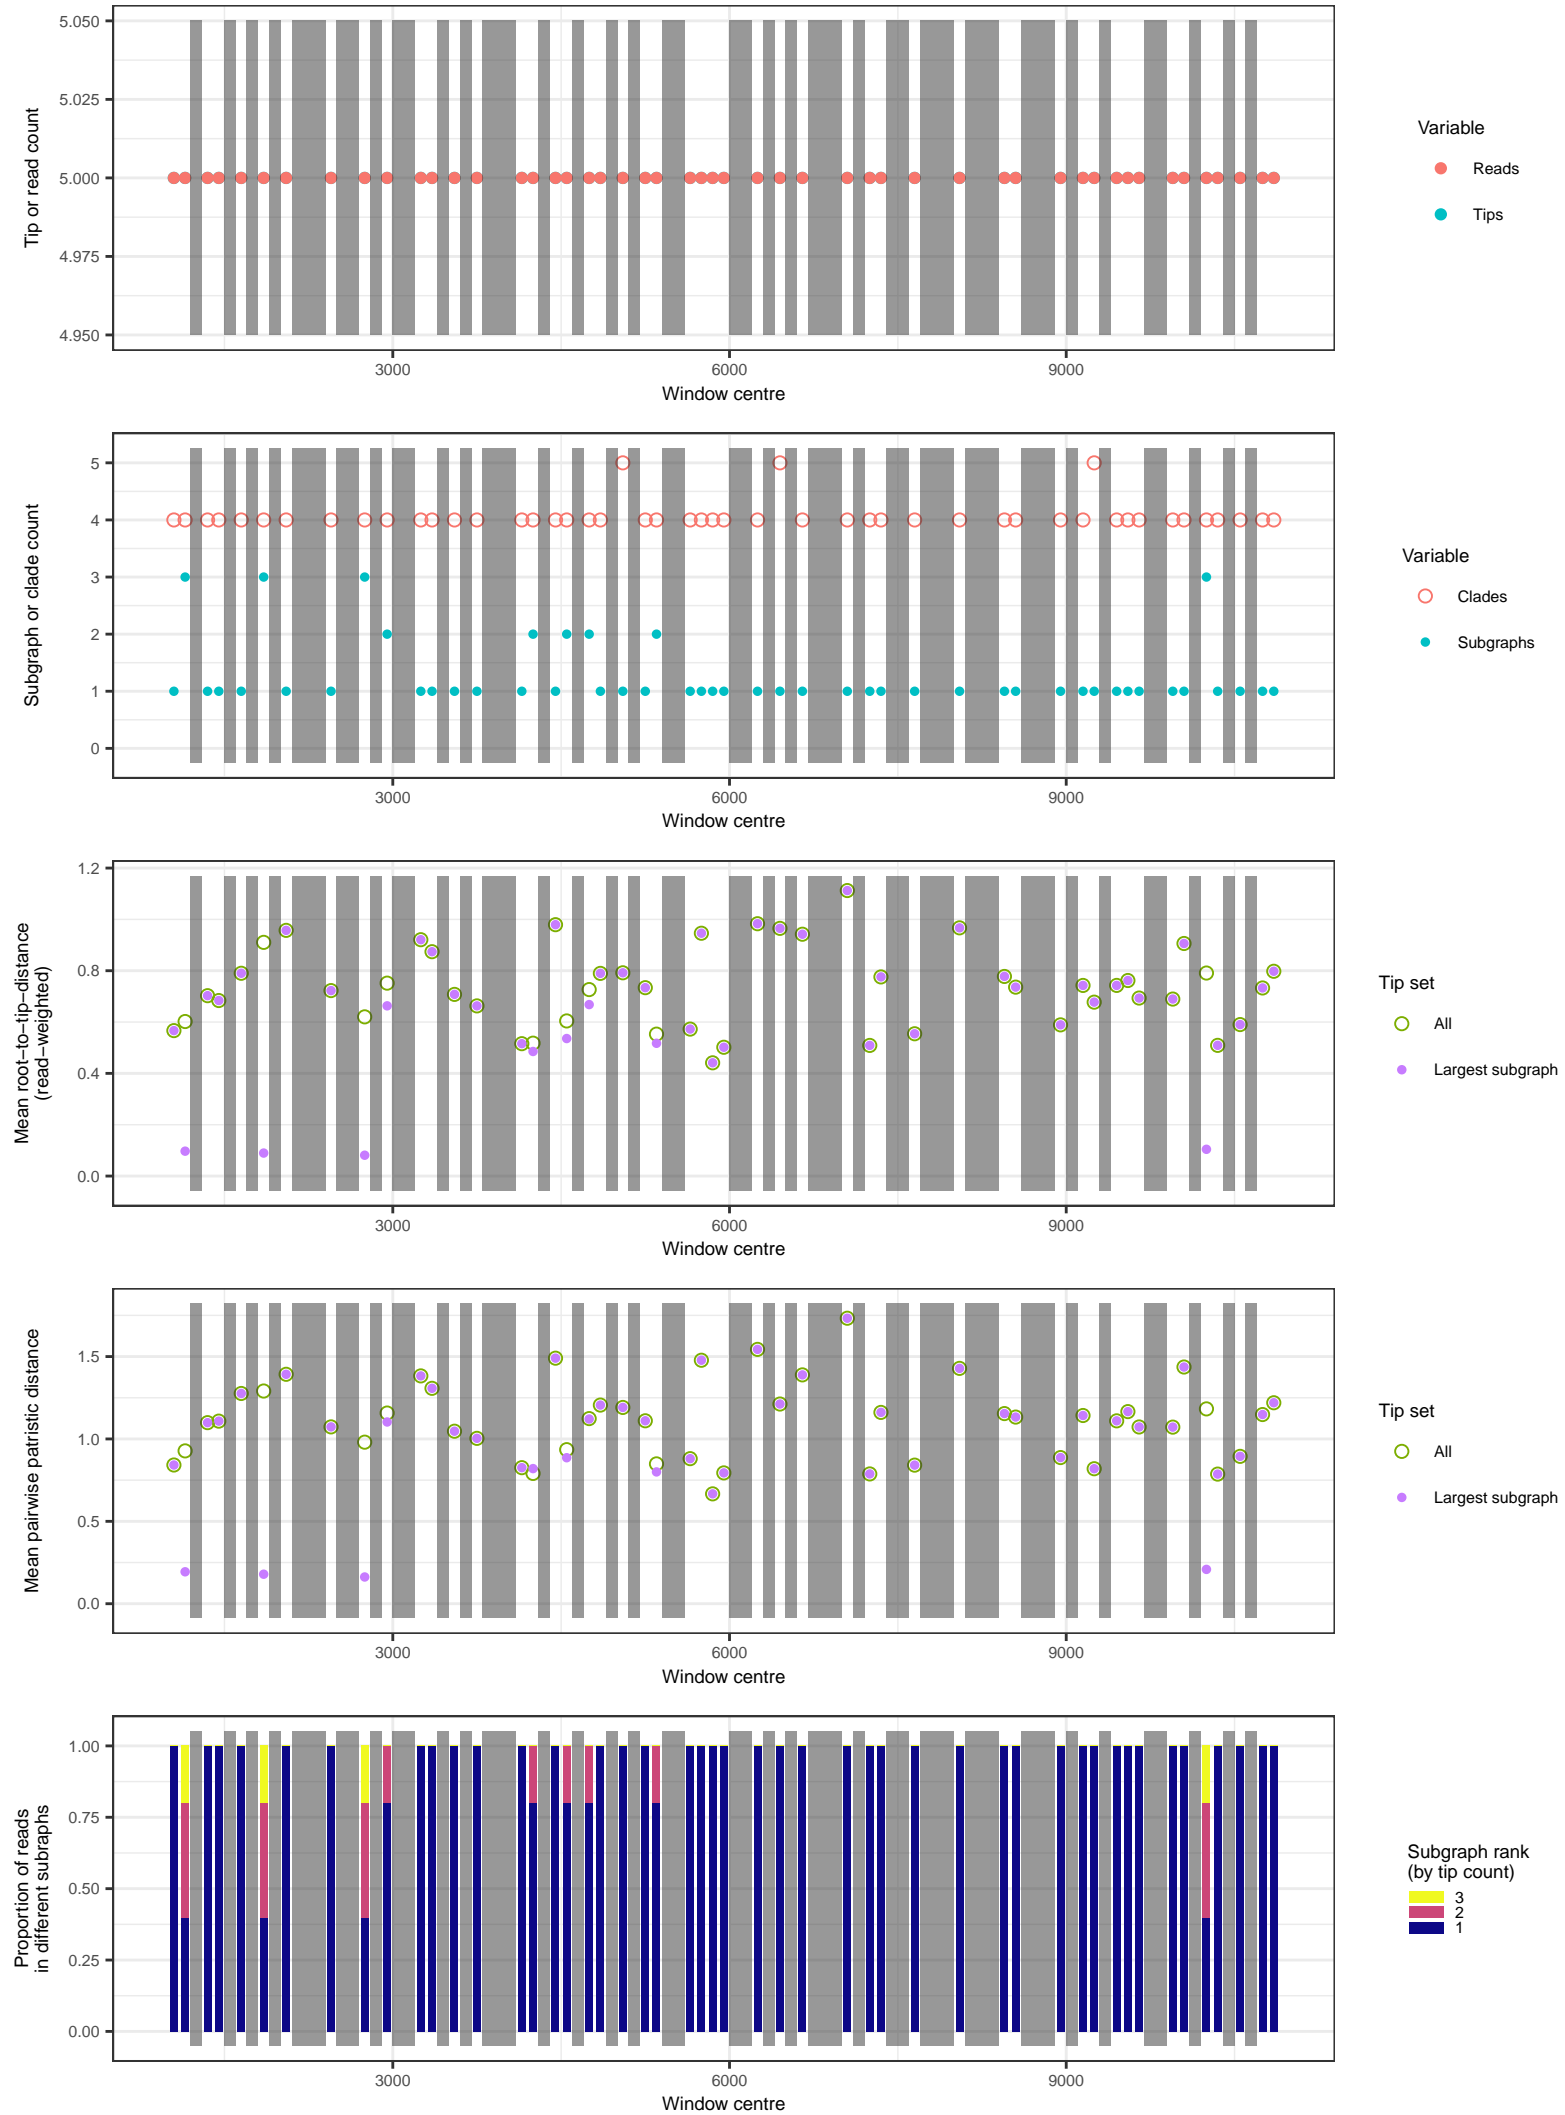 5.050
5.025
5.000
4.975
4.950
Tip or read count
3000 6000 9000
Window centre
Variable
Reads
Tips
5
4
3
2
1
0
Subgraph or clade count
3000 6000 9000
Window centre
Variable
Clades
Subgraphs
1.2
0.8
0.4
0.0
Mean root−to−tip−distance
(read−weighted)
3000 6000 9000
Window centre
Tip set
All
Largest subgraph
1.5
1.0
0.5
0.0
Mean pairwise patristic distance
3000 6000 9000
Window centre
Tip set
All
Largest subgraph
1.00
0.75
0.50
0.25
0.00
Proportion of reads
in different subraphs
3000 6000 9000
Window centre
Subgraph rank
(by tip count)
3
2
1